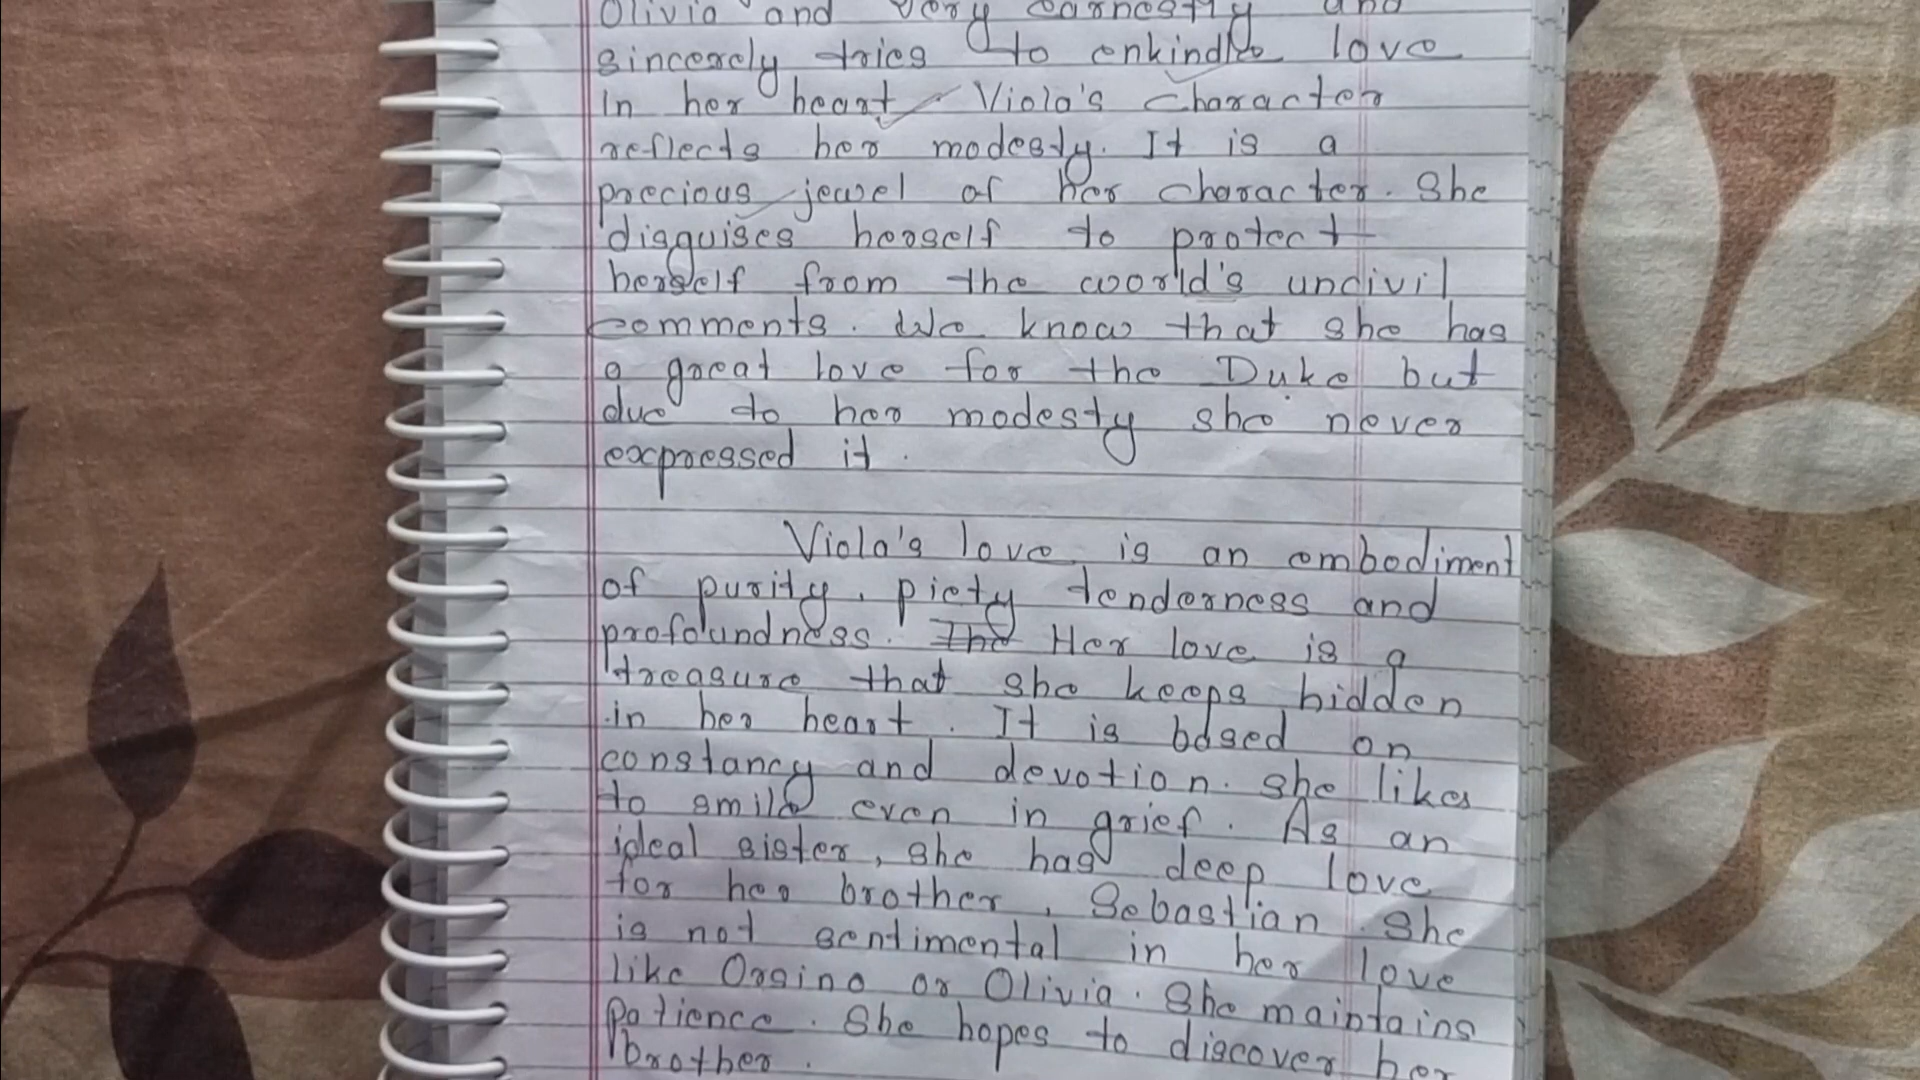 Olivia and very earnestly and
sincerely tries to enkindle love
In her heart. Viola's character
reflects her modesty. It is a
precious jewel of her character. She
disguises herself to protect
herself from the world's undivil
comments. We know that she has
a great love for the Duke but
due to her modesty she never
expressed it.
Viola's love is an embodiment
of purity, piety tenderness and
profoundness. The Her love is a
treasure that she keeps hidden
in her heart. It is based on
constancy and devotion. She likes
to smile even in grief. As an
ideal sister, she has deep love
for her brother, Sebastian. She
is not sentimental in her love
like Orsino or Olivia. She maintains
patience. She hopes to discover her
brother.